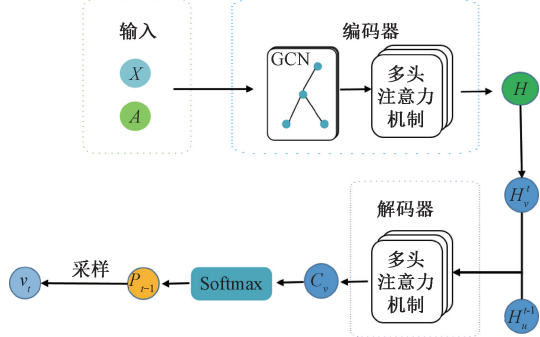 输入
X
A
编码器
GCN
多头
注意力
机制
H
H_v^t
解码器
多头
注意力
机制
H_u^{t-1}
C_v
Softmax
P_{t-1}
采样
v_t